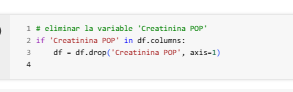 1 # eliminar la variable 'Creatinina POP'
2 if 'Creatinina POP' in df.columns:
3     df = df.drop('Creatinina POP', axis=1)
4